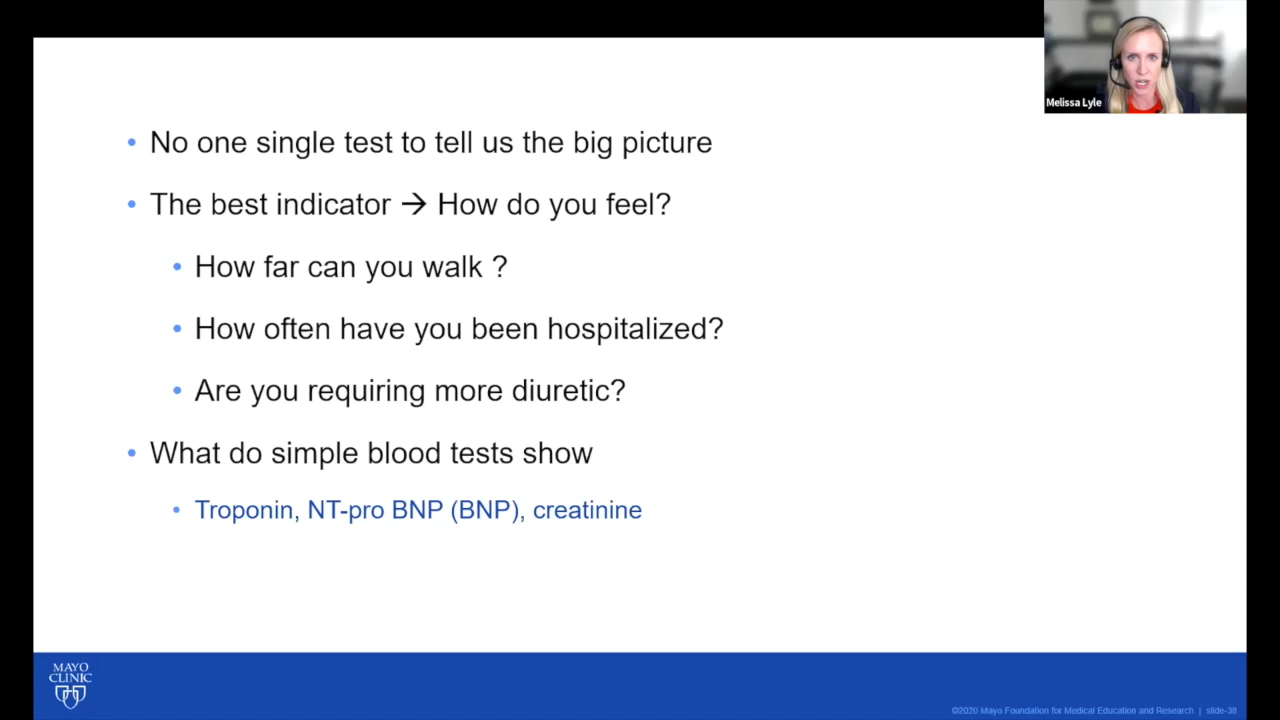 Melissa Lyle
• No one single test to tell us the big picture
• The best indicator → How do you feel?
• How far can you walk ?
• How often have you been hospitalized?
• Are you requiring more diuretic?
• What do simple blood tests show
• Troponin, NT-pro BNP (BNP), creatinine
MAYO
CLINIC
©2020 Mayo Foundation for Medical Education and Research | slide-38